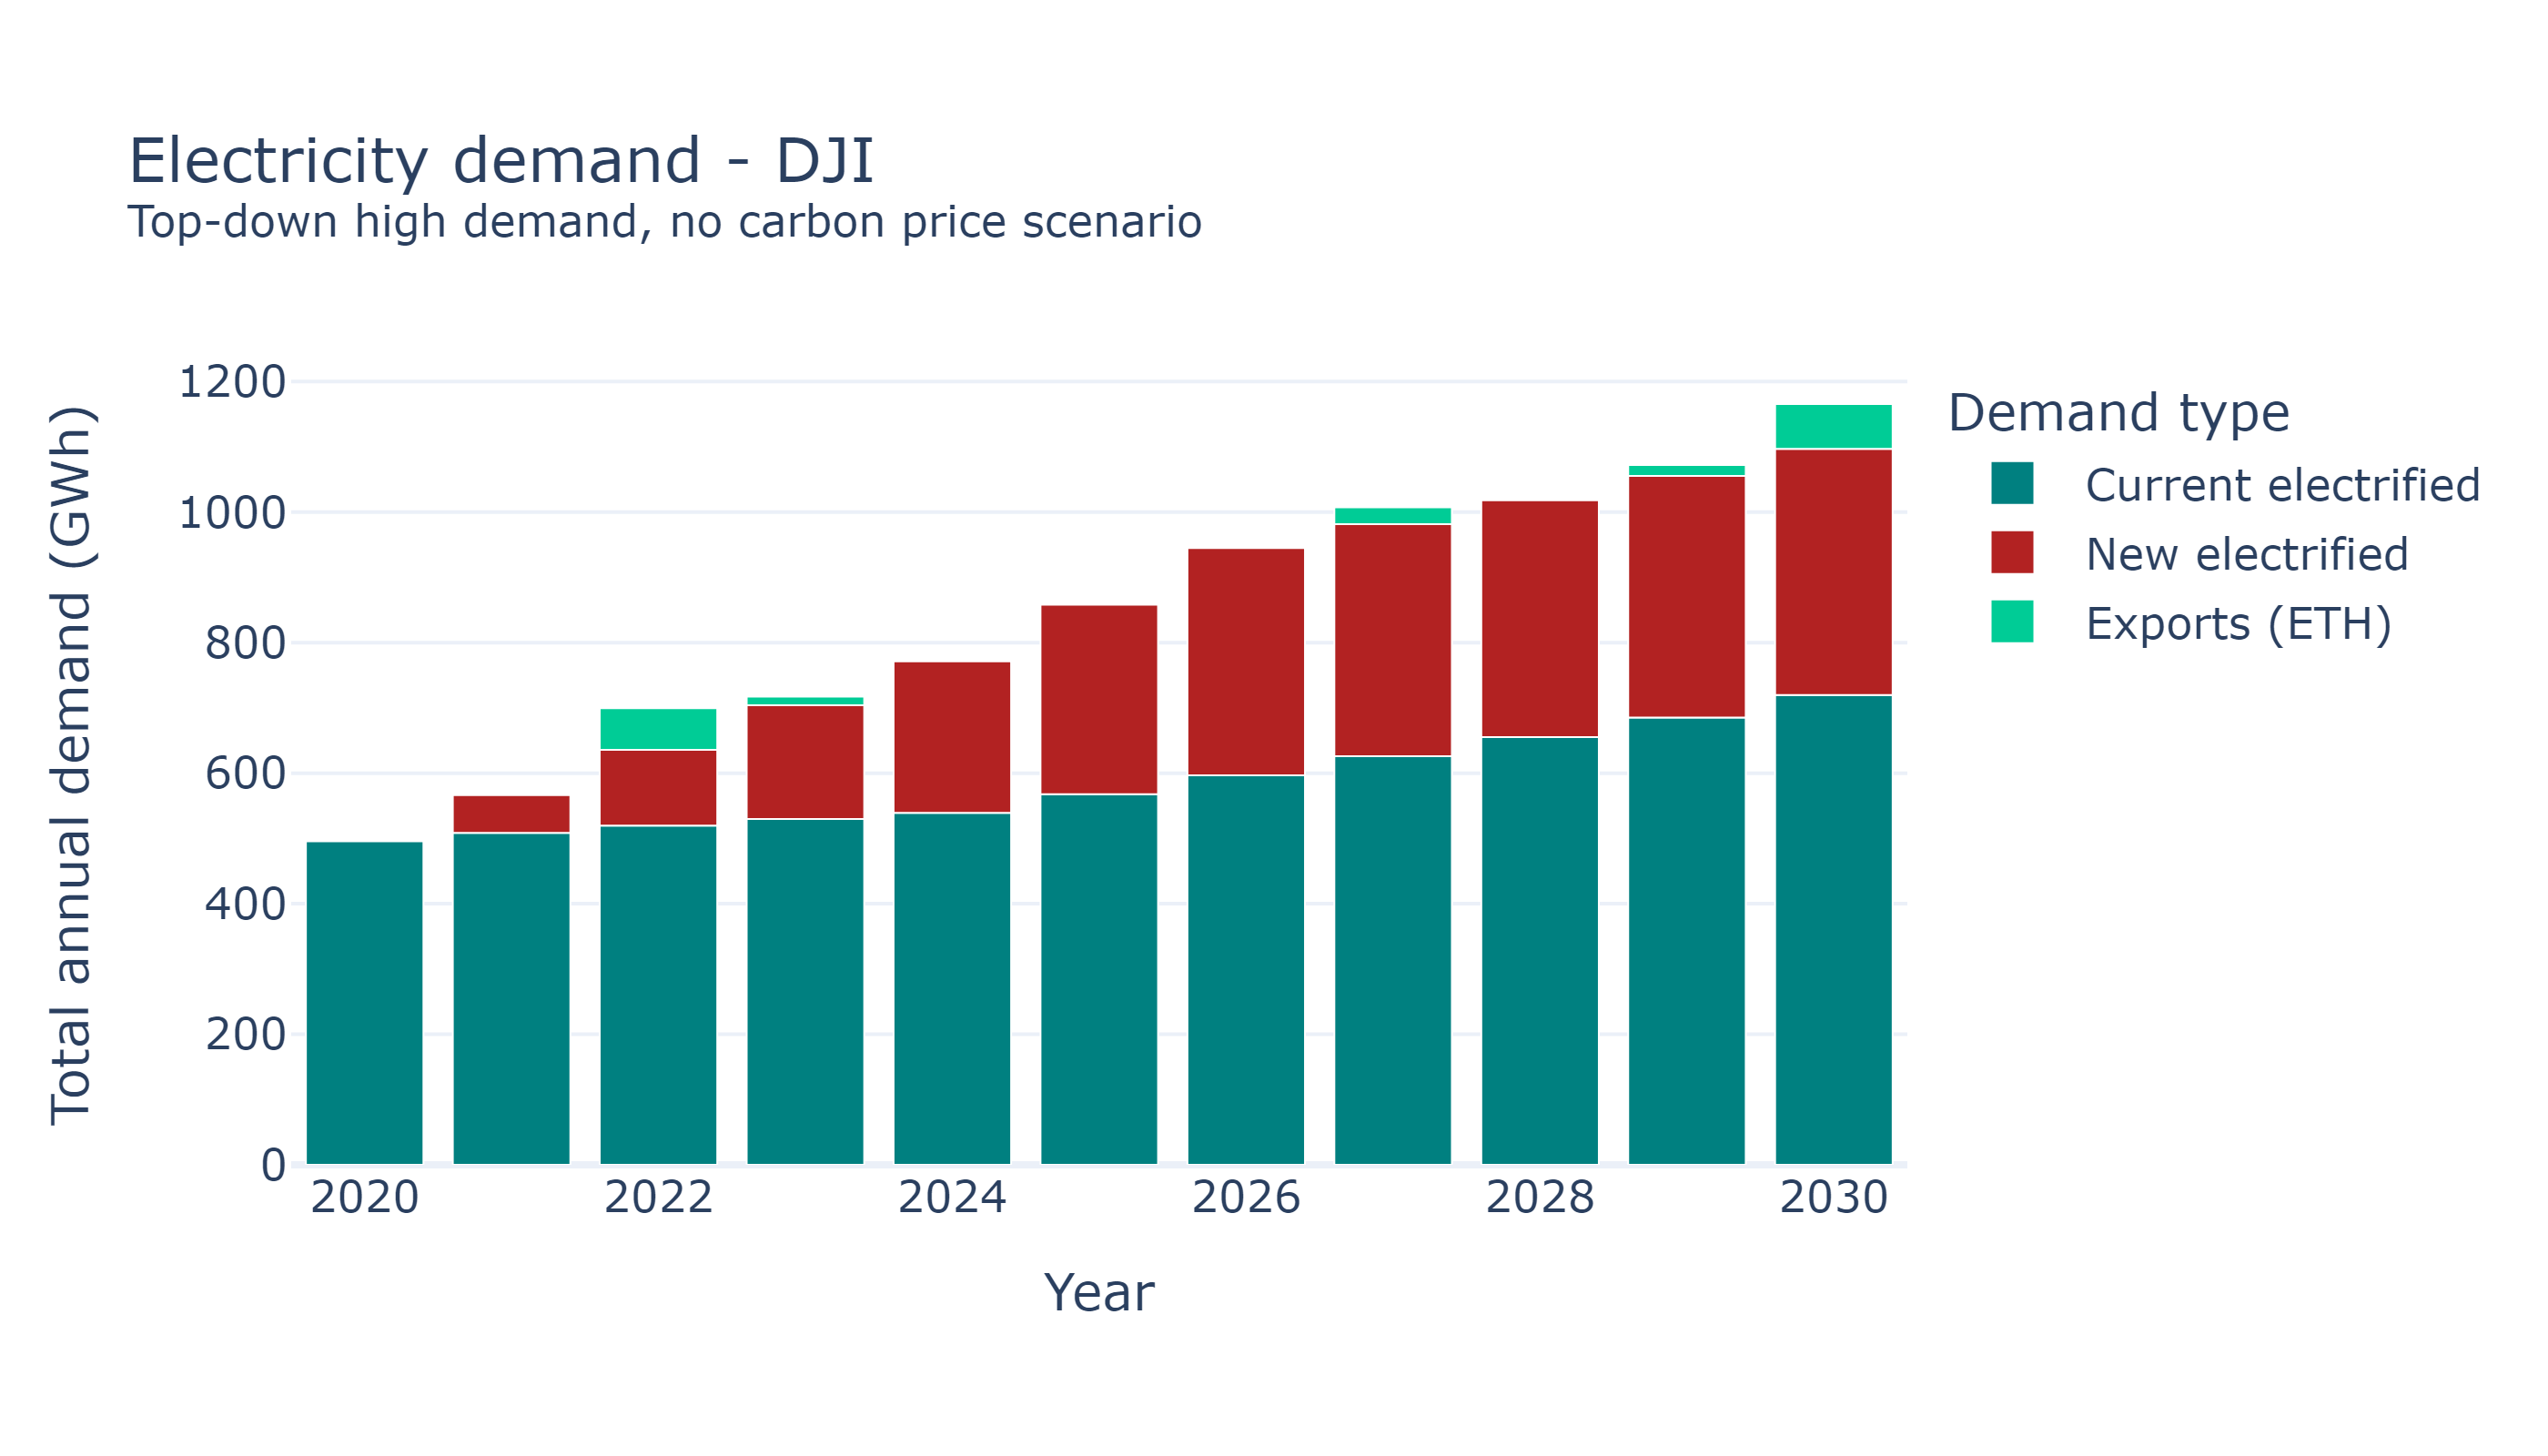 Electricity demand - DJI
Top-down high demand, no carbon price scenario
Total annual demand (GWh)
1200
1000
800
600
400
200
0
2020 2022 2024 2026 2028 2030
Year
Demand type
Current electrified
New electrified
Exports (ETH)